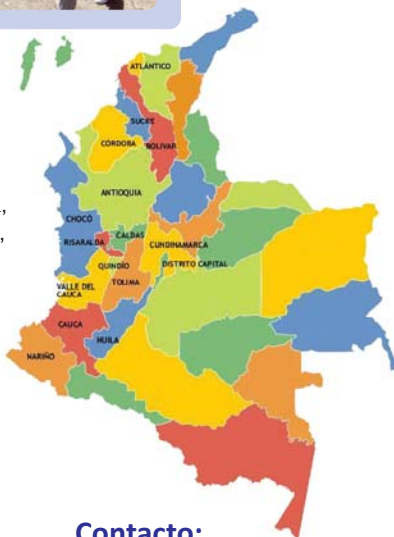 ATLÁNTICO
SUCRE
CÓRDOBA
BOLIVAR
ANTIOQUIA
,
CHOCÓ
,
RISARALDA
CALDAS
CUNDINAMARCA
QUINDÍO
DISTRITO CAPITAL
TOLIMA
VALLE DEL
CAUCA
CAUCA
HUILA
NARIÑO
Contacto: